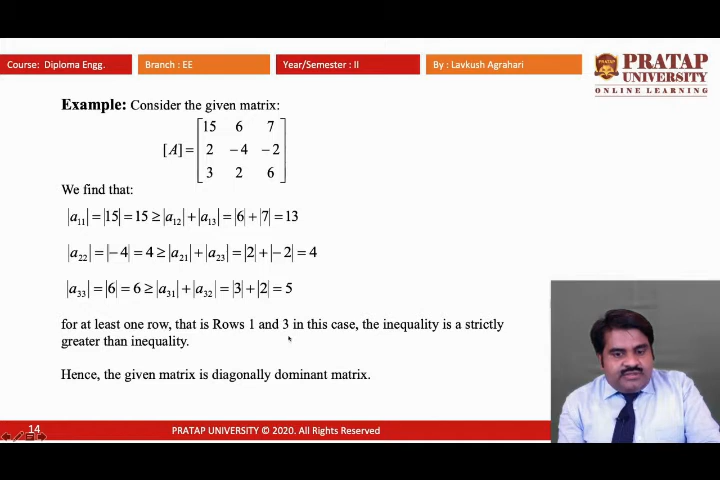 Course: Diploma Engg.
Branch : EE
Year/Semester : II
By : Lavkush Agrahari
PRATAP
PRATAP
UNIVERSITY
ONLINE LEARNING
Example: Consider the given matrix:
[A] = [15 6 7
2 −4 −2
3 2 6]
We find that:
|a₁₁| = |15| = 15 ≥ |a₁₂| + |a₁₃| = |6| + |7| = 13
|a₂₂| = |−4| = 4 ≥ |a₂₁| + |a₂₃| = |2| + |−2| = 4
|a₃₃| = |6| = 6 ≥ |a₃₁| + |a₃₂| = |3| + |2| = 5
for at least one row, that is Rows 1 and 3 in this case, the inequality is a strictly
greater than inequality.
Hence, the given matrix is diagonally dominant matrix.
14
PRATAP UNIVERSITY © 2020. All Rights Reserved